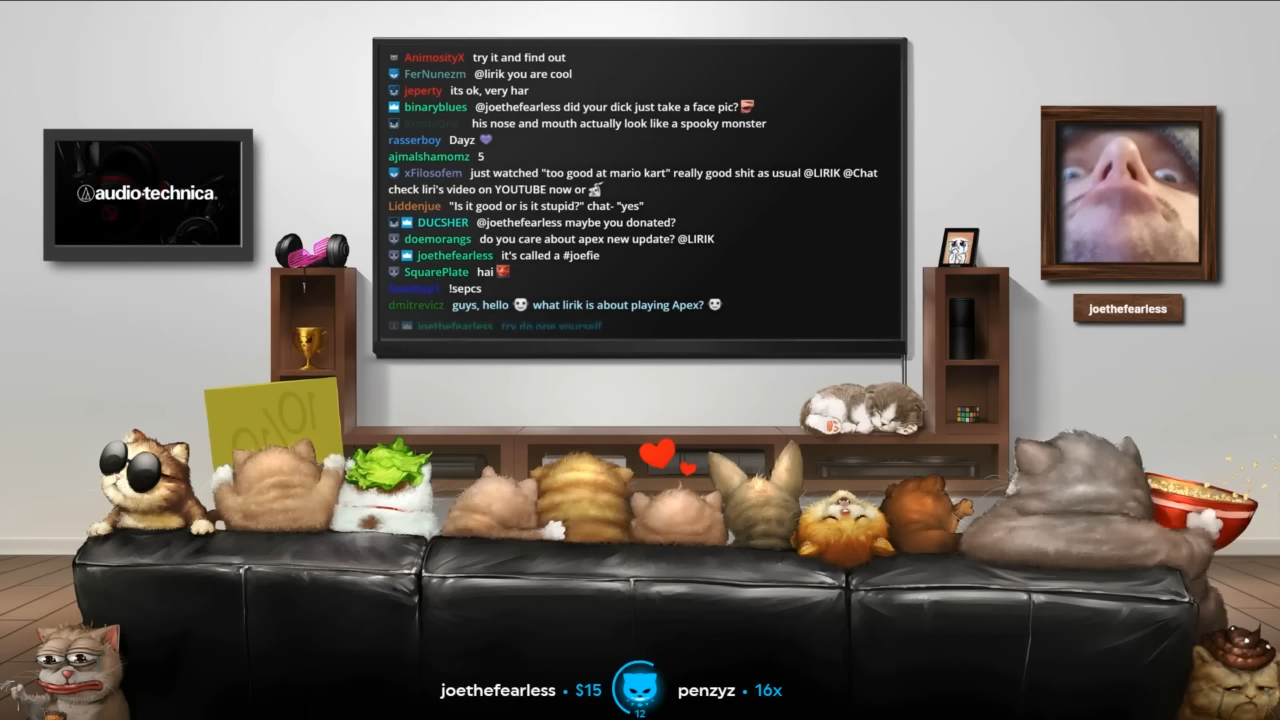 AnimosityX try it and find out
FerNunezm @lirik you are cool
jeperty its ok, very har
binaryblues @joethefearless did your dick just take a face pic?
his nose and mouth actually look like a spooky monster
rasserboy Dayz
ajmalshamomz 5
xFilosofem just watched "too good at mario kart" really good shit as usual @LIRIK @Chat
check liri's video on YOUTUBE now or
Liddenjue "Is it good or is it stupid?" chat- "yes"
DUCSHER @joethefearless maybe you donated?
doemorangs do you care about apex new update? @LIRIK
joethefearless it's called a #joefie
SquarePlate hai
!sepcs
dmitrevicz guys, hello what lirik is about playing Apex?
joethefearless try do one yourself
audio-technica
joethefearless
joethefearless • $15
12
penzyz • 16x